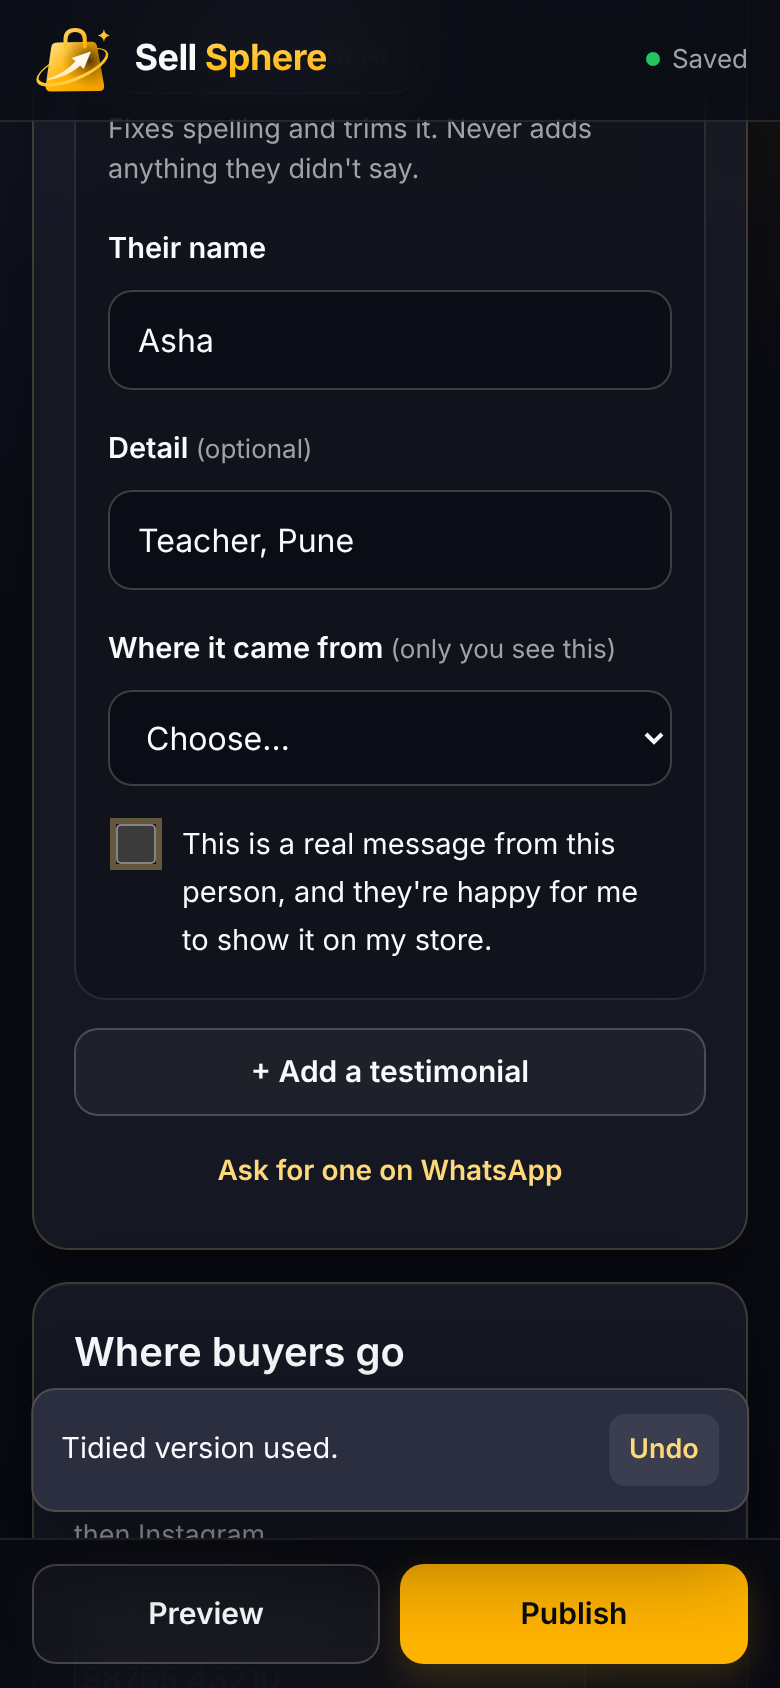 Sell Sphere
Saved
Fixes spelling and trims it. Never adds
anything they didn't say.
Their name
Asha
Detail (optional)
Teacher, Pune
Where it came from (only you see this)
Choose...
This is a real message from this
person, and they're happy for me
to show it on my store.
+ Add a testimonial
Ask for one on WhatsApp
Where buyers go
Tidied version used.
Undo
then Instagram
Preview
Publish
98765 43210